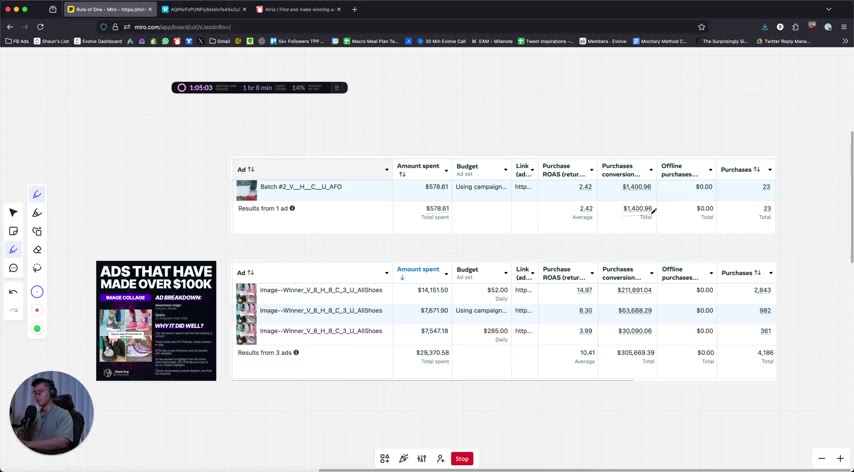 Rule of One - Miro - https://mi...
Atria | Find and make winning a
miro.com/app/board/uXjVJeodnBo=/
FB Ads
Shaun's List
Evolve Dashboard
Gmail
5k+ Followers TPP ...
Macro Meal Plan Te...
30 Min Evolve Call
EAM - Milanote
Tweet Inspirations -...
Members - Evolve
Mochary Method C...
The Surprisingly Si...
Twitter Reply Mana...
1:05:03
1 hr 8 min
14%
Ad
Amount spent
Budget
Ad set
Link
(ad...
Purchase
ROAS (retur...
Purchases
conversion...
Offline
purchases...
Purchases
Batch #2_V__H__C__U_AFO
$578.61
Using campaign...
http...
2.42
$1,400.96
$0.00
23
Results from 1 ad
$578.61
Total spent
2.42
Average
$1,400.96
Total
$0.00
Total
23
Total
Ad
Amount spent
Budget
Ad set
Link
(ad...
Purchase
ROAS (retur...
Purchases
conversion...
Offline
purchases...
Purchases
Image--Winner_V_8_H_8_C_3_U_AllShoes
$14,151.50
$52.00
Daily
http...
14.97
$211,891.04
$0.00
2,843
Image--Winner_V_8_H_8_C_3_U_AllShoes
$7,671.90
Using campaign...
http...
8.30
$63,688.29
$0.00
982
Image--Winner_V_8_H_8_C_3_U_AllShoes
$7,547.18
$285.00
Daily
http...
3.99
$30,090.06
$0.00
361
Results from 3 ads
$29,370.58
Total spent
10.41
Average
$305,669.39
Total
$0.00
Total
4,186
Total
ADS THAT HAVE
MADE OVER $100K
IMAGE COLLAGE
AD BREAKDOWN:
WHY IT DID WELL?
Stop